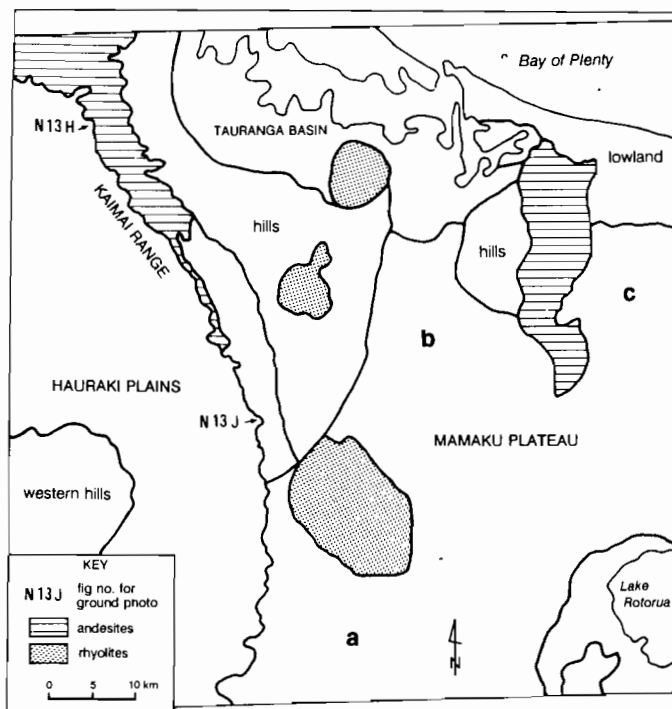 Bay of Plenty
TAURANGA BASIN
N13H
lowland
KAIMAI RANGE
hills
hills
c
b
HAURAKI PLAINS
N13J
MAMAKU PLATEAU
western hills
KEY
N13J fig no. for
ground photo
andesites
rhyolites
0 5 10 km
a
N
Lake
Rotorua